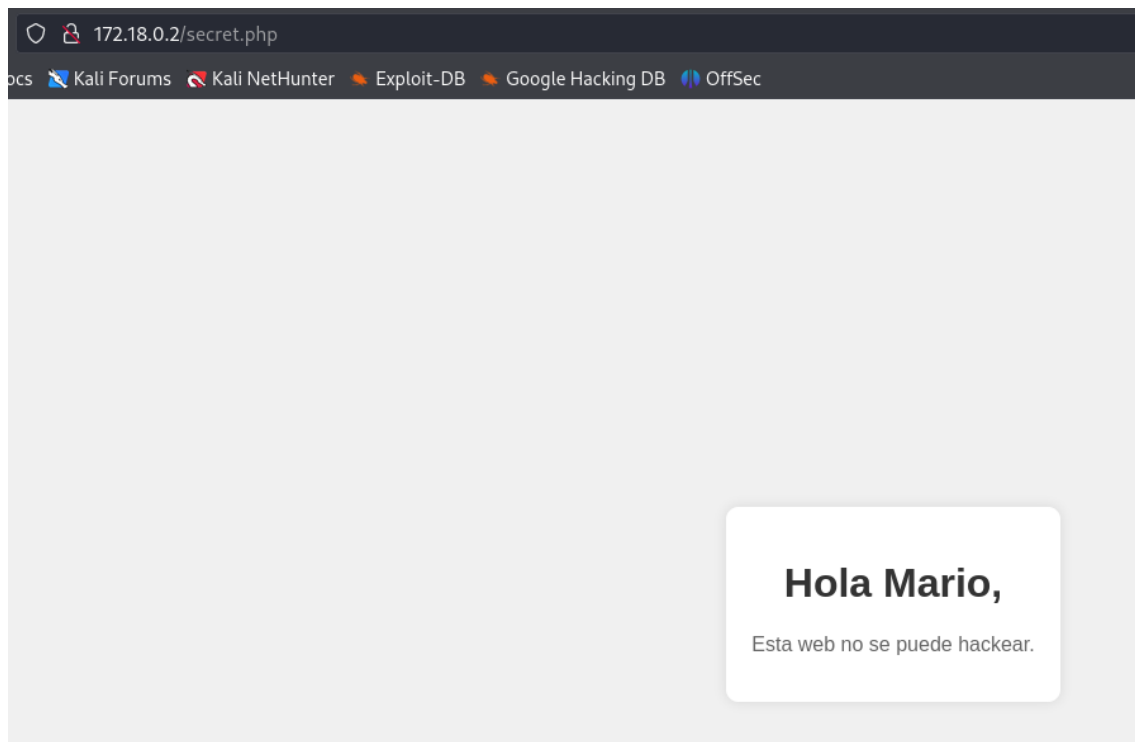 172.18.0.2/secret.php
ocs Kali Forums Kali NetHunter Exploit-DB Google Hacking DB OffSec
Hola Mario,
Esta web no se puede hackear.